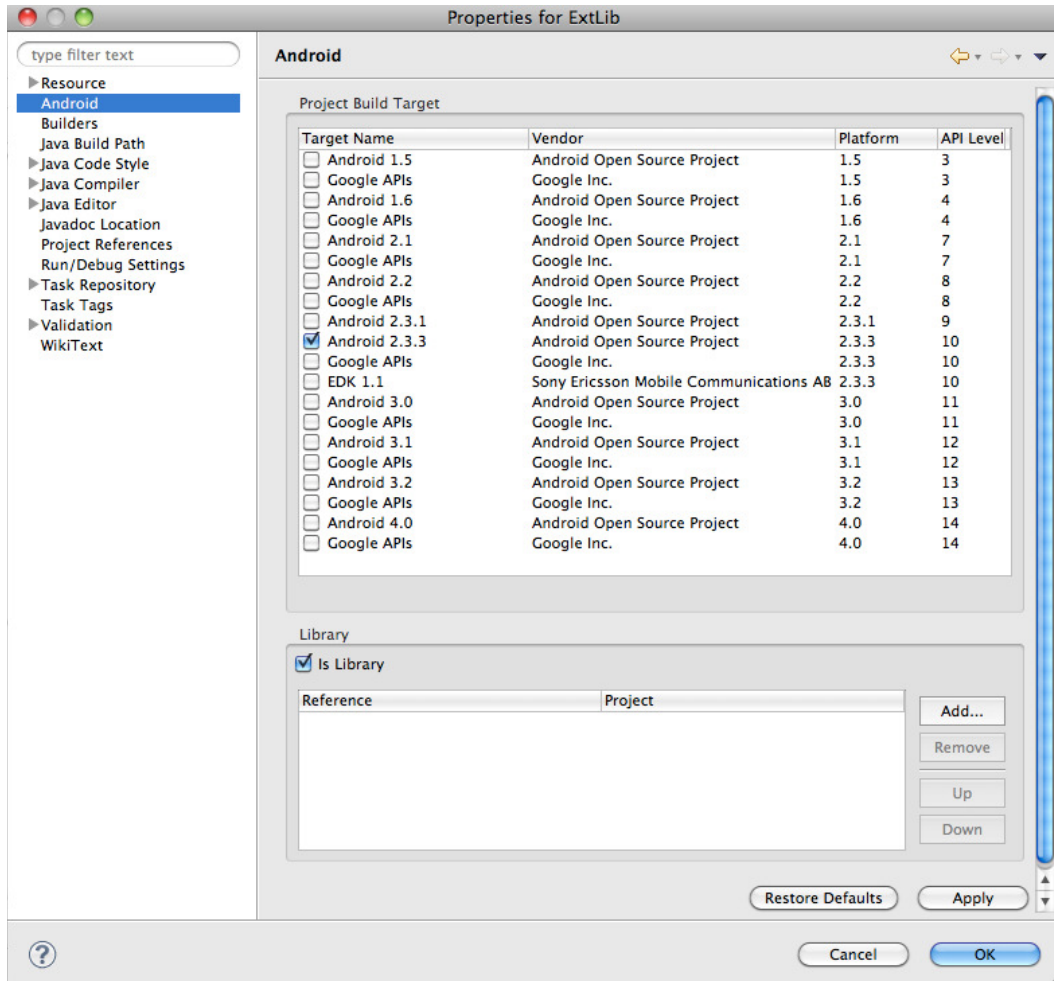 Properties for ExtLib
type filter text
Resource
Android
Builders
Java Build Path
Java Code Style
Java Compiler
Java Editor
Javadoc Location
Project References
Run/Debug Settings
Task Repository
Task Tags
Validation
WikiText
Android
Project Build Target
Target Name Vendor Platform API Level
Android 1.5 Android Open Source Project 1.5 3
Google APIs Google Inc. 1.5 3
Android 1.6 Android Open Source Project 1.6 4
Google APIs Google Inc. 1.6 4
Android 2.1 Android Open Source Project 2.1 7
Google APIs Google Inc. 2.1 7
Android 2.2 Android Open Source Project 2.2 8
Google APIs Google Inc. 2.2 8
Android 2.3.1 Android Open Source Project 2.3.1 9
Android 2.3.3 Android Open Source Project 2.3.3 10
Google APIs Google Inc. 2.3.3 10
EDK 1.1 Sony Ericsson Mobile Communications AB 2.3.3 10
Android 3.0 Android Open Source Project 3.0 11
Google APIs Google Inc. 3.0 11
Android 3.1 Android Open Source Project 3.1 12
Google APIs Google Inc. 3.1 12
Android 3.2 Android Open Source Project 3.2 13
Google APIs Google Inc. 3.2 13
Android 4.0 Android Open Source Project 4.0 14
Google APIs Google Inc. 4.0 14
Library
Is Library
Reference Project
Add...
Remove
Up
Down
Restore Defaults Apply
? Cancel OK